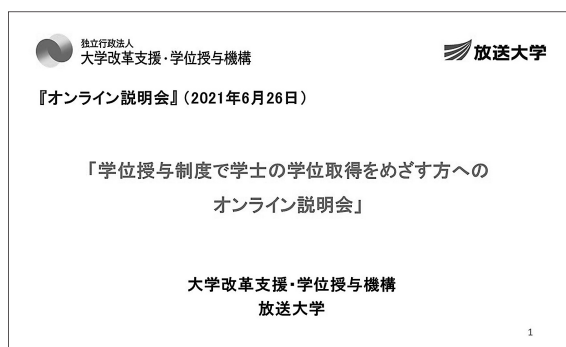 独立行政法人
大学改革支援・学位授与機構
放送大学
『オンライン説明会』(2021年6月26日)
「学位授与制度で学士の学位取得をめざす方への
オンライン説明会」
大学改革支援・学位授与機構
放送大学
1